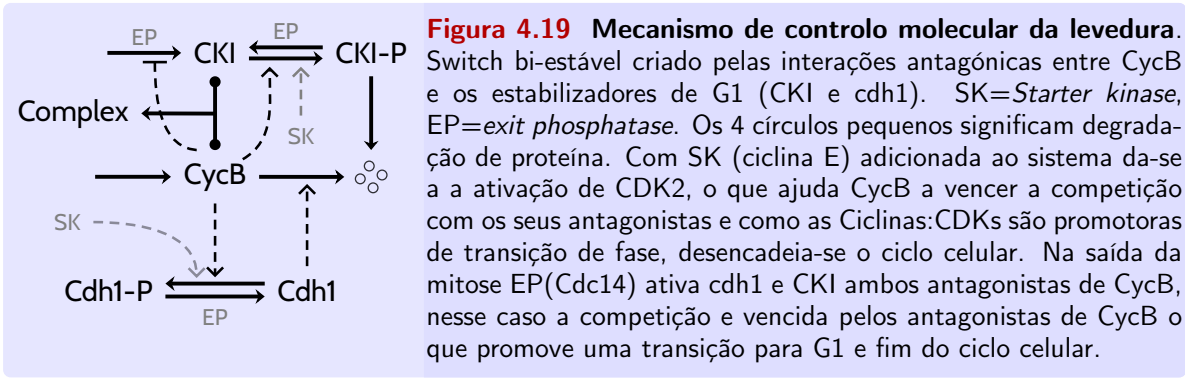 EP
CKI
EP
CKI-P
Complex
SK
CycB
SK
Cdh1-P
Cdh1
EP
Figura 4.19 Mecanismo de controlo molecular da levedura.
Switch bi-estável criado pelas interações antagónicas entre CycB
e os estabilizadores de G1 (CKI e cdh1). SK=Starter kinase,
EP=exit phosphatase. Os 4 círculos pequenos significam degrada-
ção de proteína. Com SK (ciclina E) adicionada ao sistema da-se
a a ativação de CDK2, o que ajuda CycB a vencer a competição
com os seus antagonistas e como as Ciclinas:CDKs são promotoras
de transição de fase, desencadeia-se o ciclo celular. Na saída da
mitose EP(Cdc14) ativa cdh1 e CKI ambos antagonistas de CycB,
nesse caso a competição e vencida pelos antagonistas de CycB o
que promove uma transição para G1 e fim do ciclo celular.